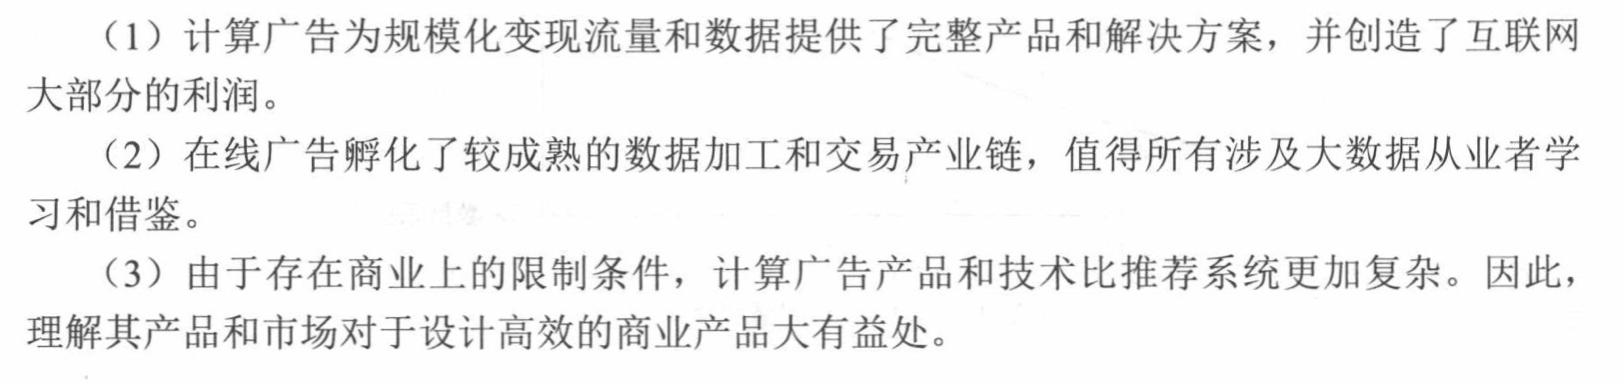 （1）计算广告为规模化变现流量和数据提供了完整产品和解决方案，并创造了互联网
大部分的利润。
（2）在线广告孵化了较成熟的数据加工和交易产业链，值得所有涉及大数据从业者学
习和借鉴。
（3）由于存在商业上的限制条件，计算广告产品和技术比推荐系统更加复杂。因此，
理解其产品和市场对于设计高效的商业产品大有益处。